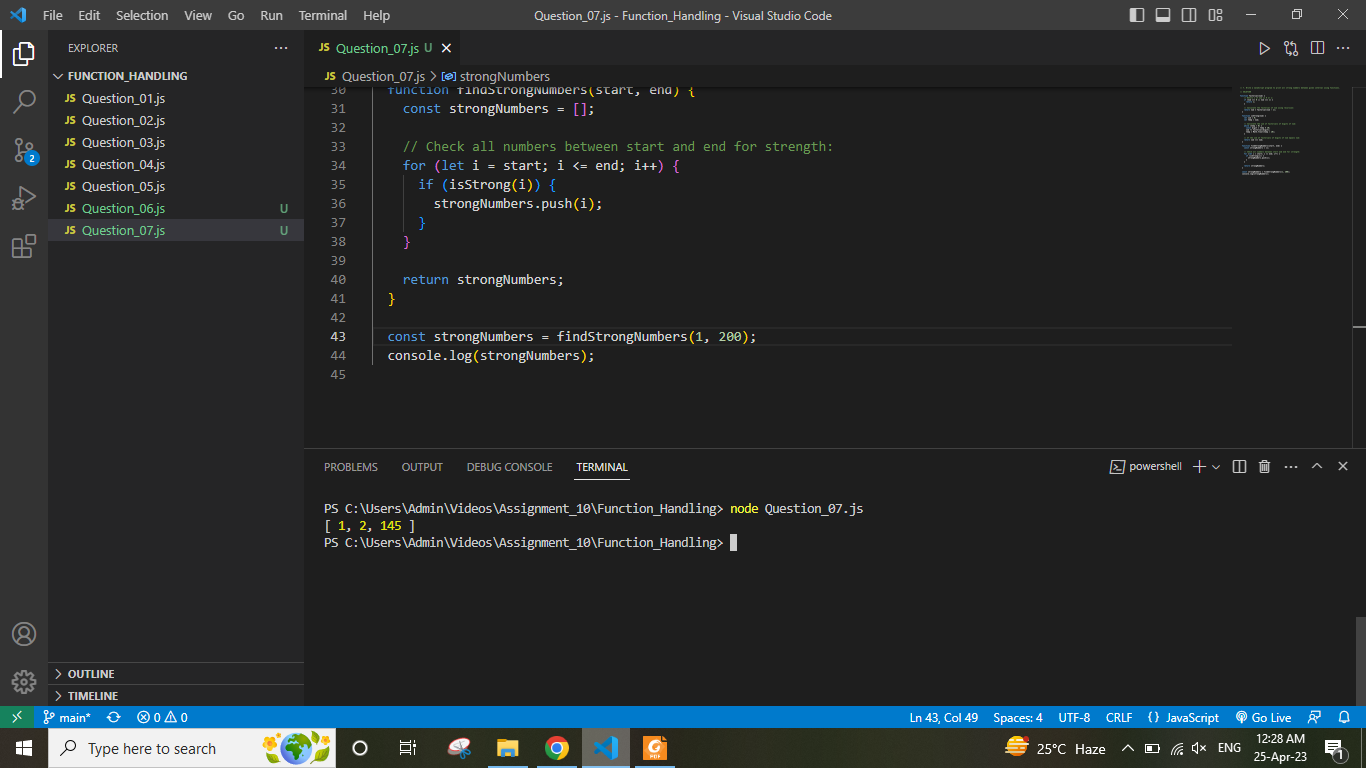 File Edit Selection View Go Run Terminal Help Question_07.js - Function_Handling - Visual Studio Code
EXPLORER
FUNCTION_HANDLING
JS Question_01.js
JS Question_02.js
JS Question_03.js
JS Question_04.js
JS Question_05.js
JS Question_06.js U
JS Question_07.js U
OUTLINE
TIMELINE
2
JS Question_07.js U
JS Question_07.js > strongNumbers
30 function findStrongNumbers(start, end) {
31 const strongNumbers = [];
32
33 // Check all numbers between start and end for strength:
34 for (let i = start; i <= end; i++) {
35 if (isStrong(i)) {
36 strongNumbers.push(i);
37 }
38 }
39
40 return strongNumbers;
41 }
42
43 const strongNumbers = findStrongNumbers(1, 200);
44 console.log(strongNumbers);
45
PROBLEMS OUTPUT DEBUG CONSOLE TERMINAL powershell
PS C:\Users\Admin\Videos\Assignment_10\Function_Handling> node Question_07.js
[ 1, 2, 145 ]
PS C:\Users\Admin\Videos\Assignment_10\Function_Handling>
main* 0 0 Ln 43, Col 49 Spaces: 4 UTF-8 CRLF {} JavaScript Go Live
Type here to search 25°C Haze ENG 12:28 AM
25-Apr-23
1
PDF